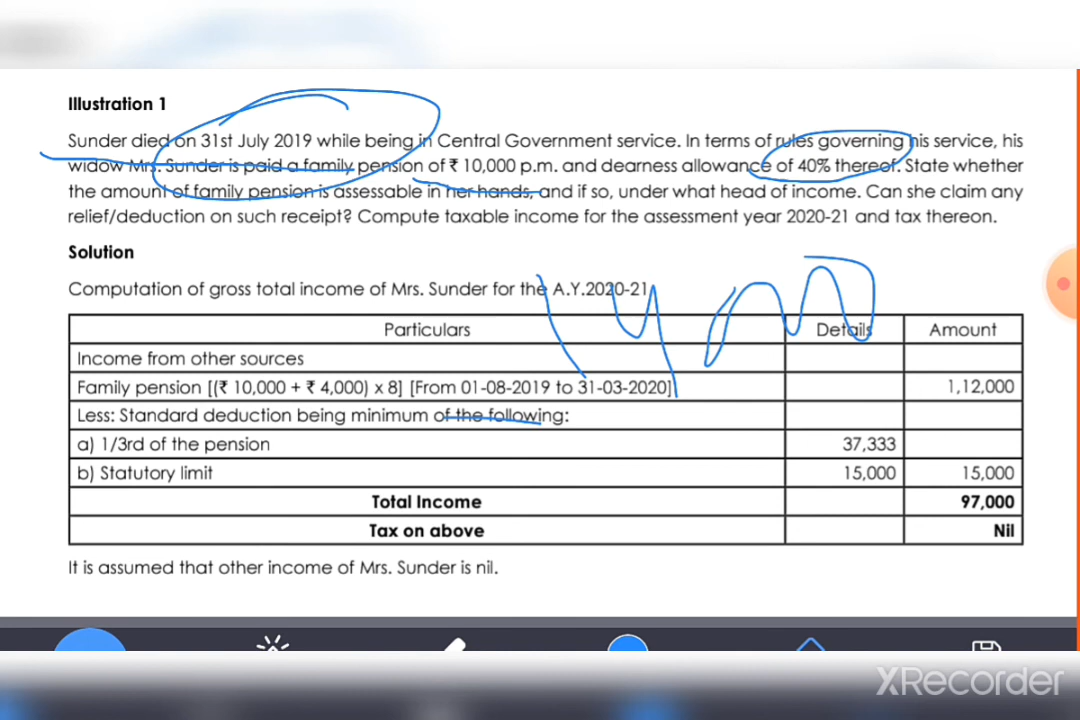 Illustration 1
Sunder died on 31st July 2019 while being in Central Government service. In terms of rules governing his service, his
widow Mrs. Sunder is paid a family pension of ₹ 10,000 p.m. and dearness allowance of 40% thereof. State whether
the amount of family pension is assessable in her hands, and if so, under what head of income. Can she claim any
relief/deduction on such receipt? Compute taxable income for the assessment year 2020-21 and tax thereon.
Solution
Computation of gross total income of Mrs. Sunder for the A.Y.2020-21
Particulars Details Amount
Income from other sources
Family pension [(₹ 10,000 + ₹ 4,000) x 8] [From 01-08-2019 to 31-03-2020] 1,12,000
Less: Standard deduction being minimum of the following:
a) 1/3rd of the pension 37,333
b) Statutory limit 15,000 15,000
Total Income 97,000
Tax on above Nil
It is assumed that other income of Mrs. Sunder is nil.
XRecorder